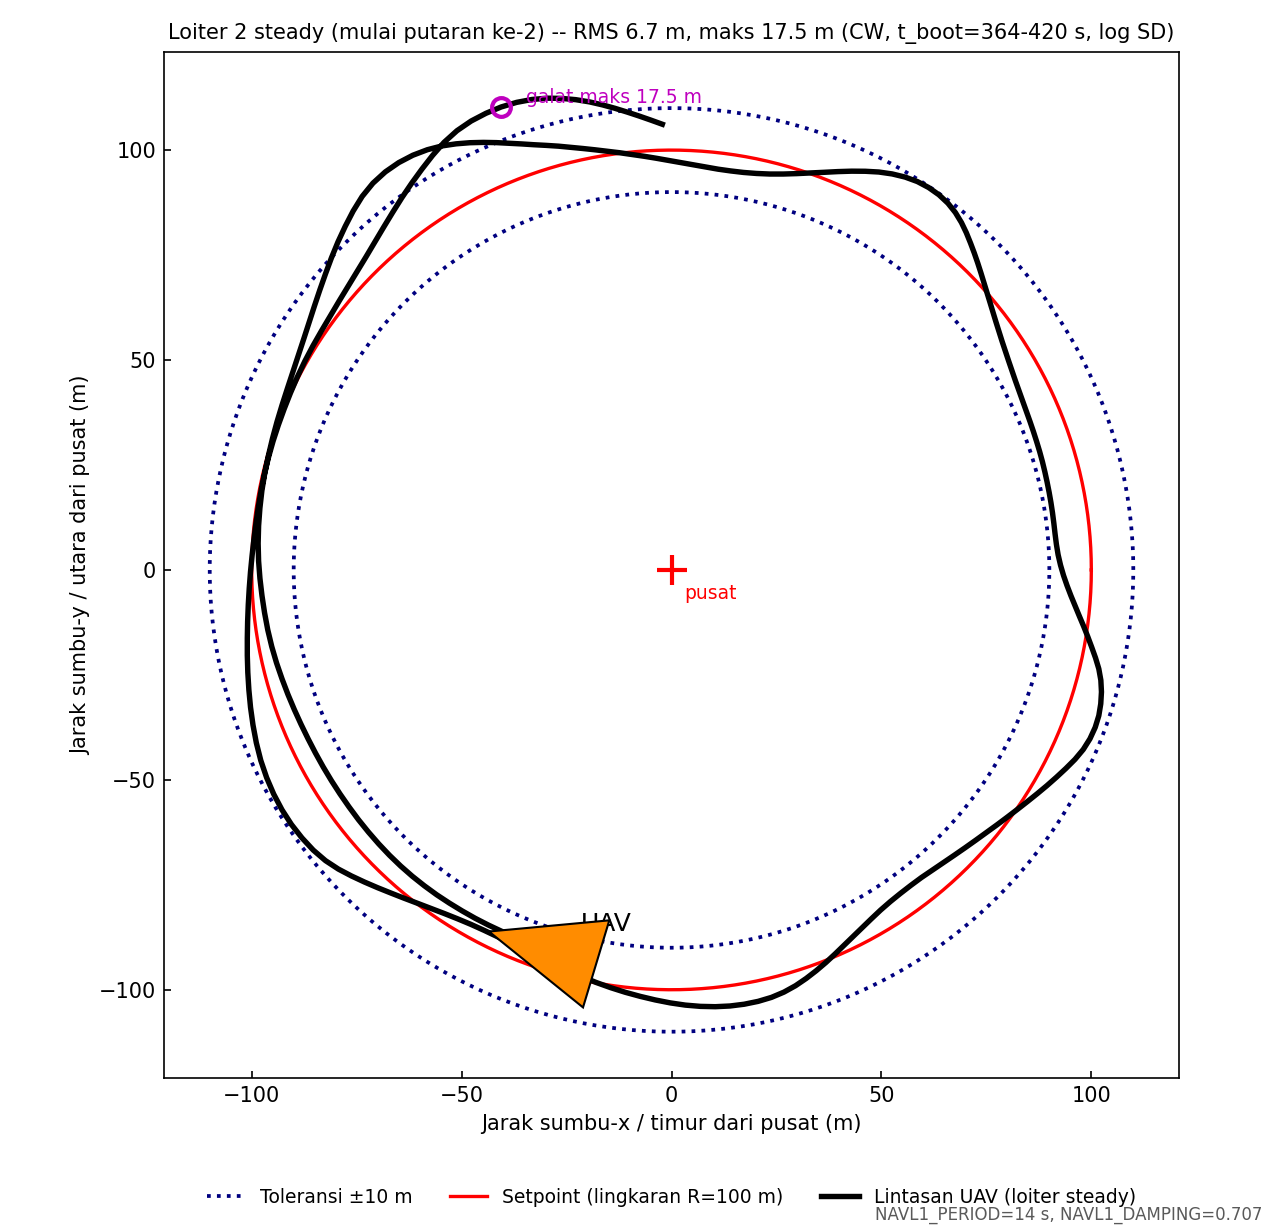 Loiter 2 steady (mulai putaran ke-2) -- RMS 6.7 m, maks 17.5 m (CW, t_boot=364-420 s, log SD)
galat maks 17.5 m
100
50
0
−50
−100
Jarak sumbu-y / utara dari pusat (m)
pusat
UAV
−100
−50
0
50
100
Jarak sumbu-x / timur dari pusat (m)
Toleransi ±10 m
Setpoint (lingkaran R=100 m)
Lintasan UAV (loiter steady)
NAVL1_PERIOD=14 s, NAVL1_DAMPING=0.707